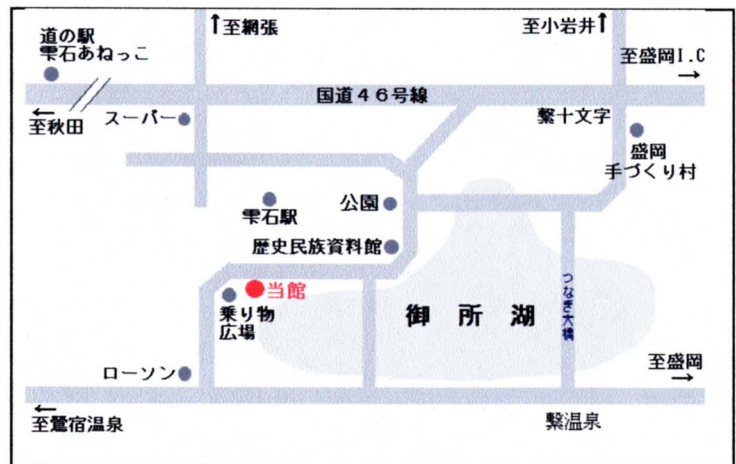 ↑至網張
至小岩井↑
道の駅
雫石あねっこ
至盛岡I.C
→
国道46号線
←
至秋田
スーパー
繋十文字
盛岡
手づくり村
雫石駅
公園
歴史民族資料館
当館
乗り物
広場
御所湖
つなぎ大橋
ローソン
至盛岡
→
←
至鶯宿温泉
繋温泉